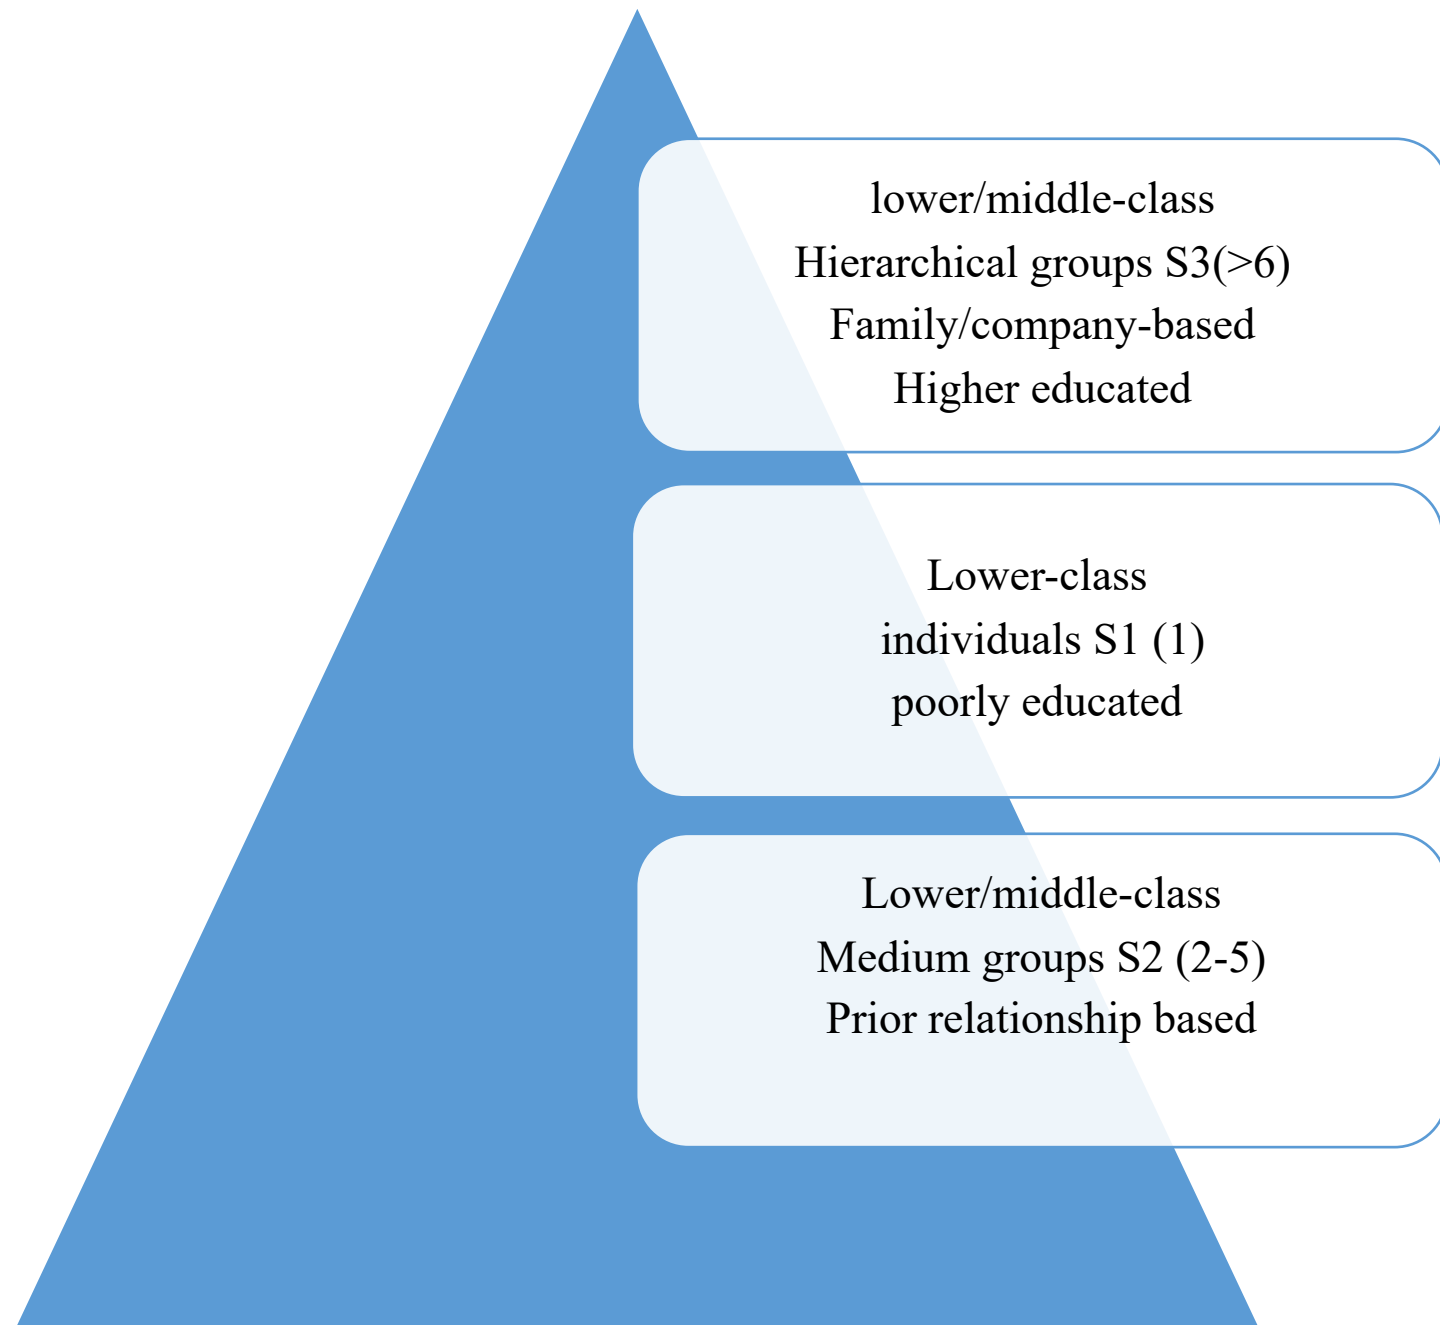 lower/middle-class
Hierarchical groups S3(>6)
Family/company-based
Higher educated
Lower-class
individuals S1 (1)
poorly educated
Lower/middle-class
Medium groups S2 (2-5)
Prior relationship based